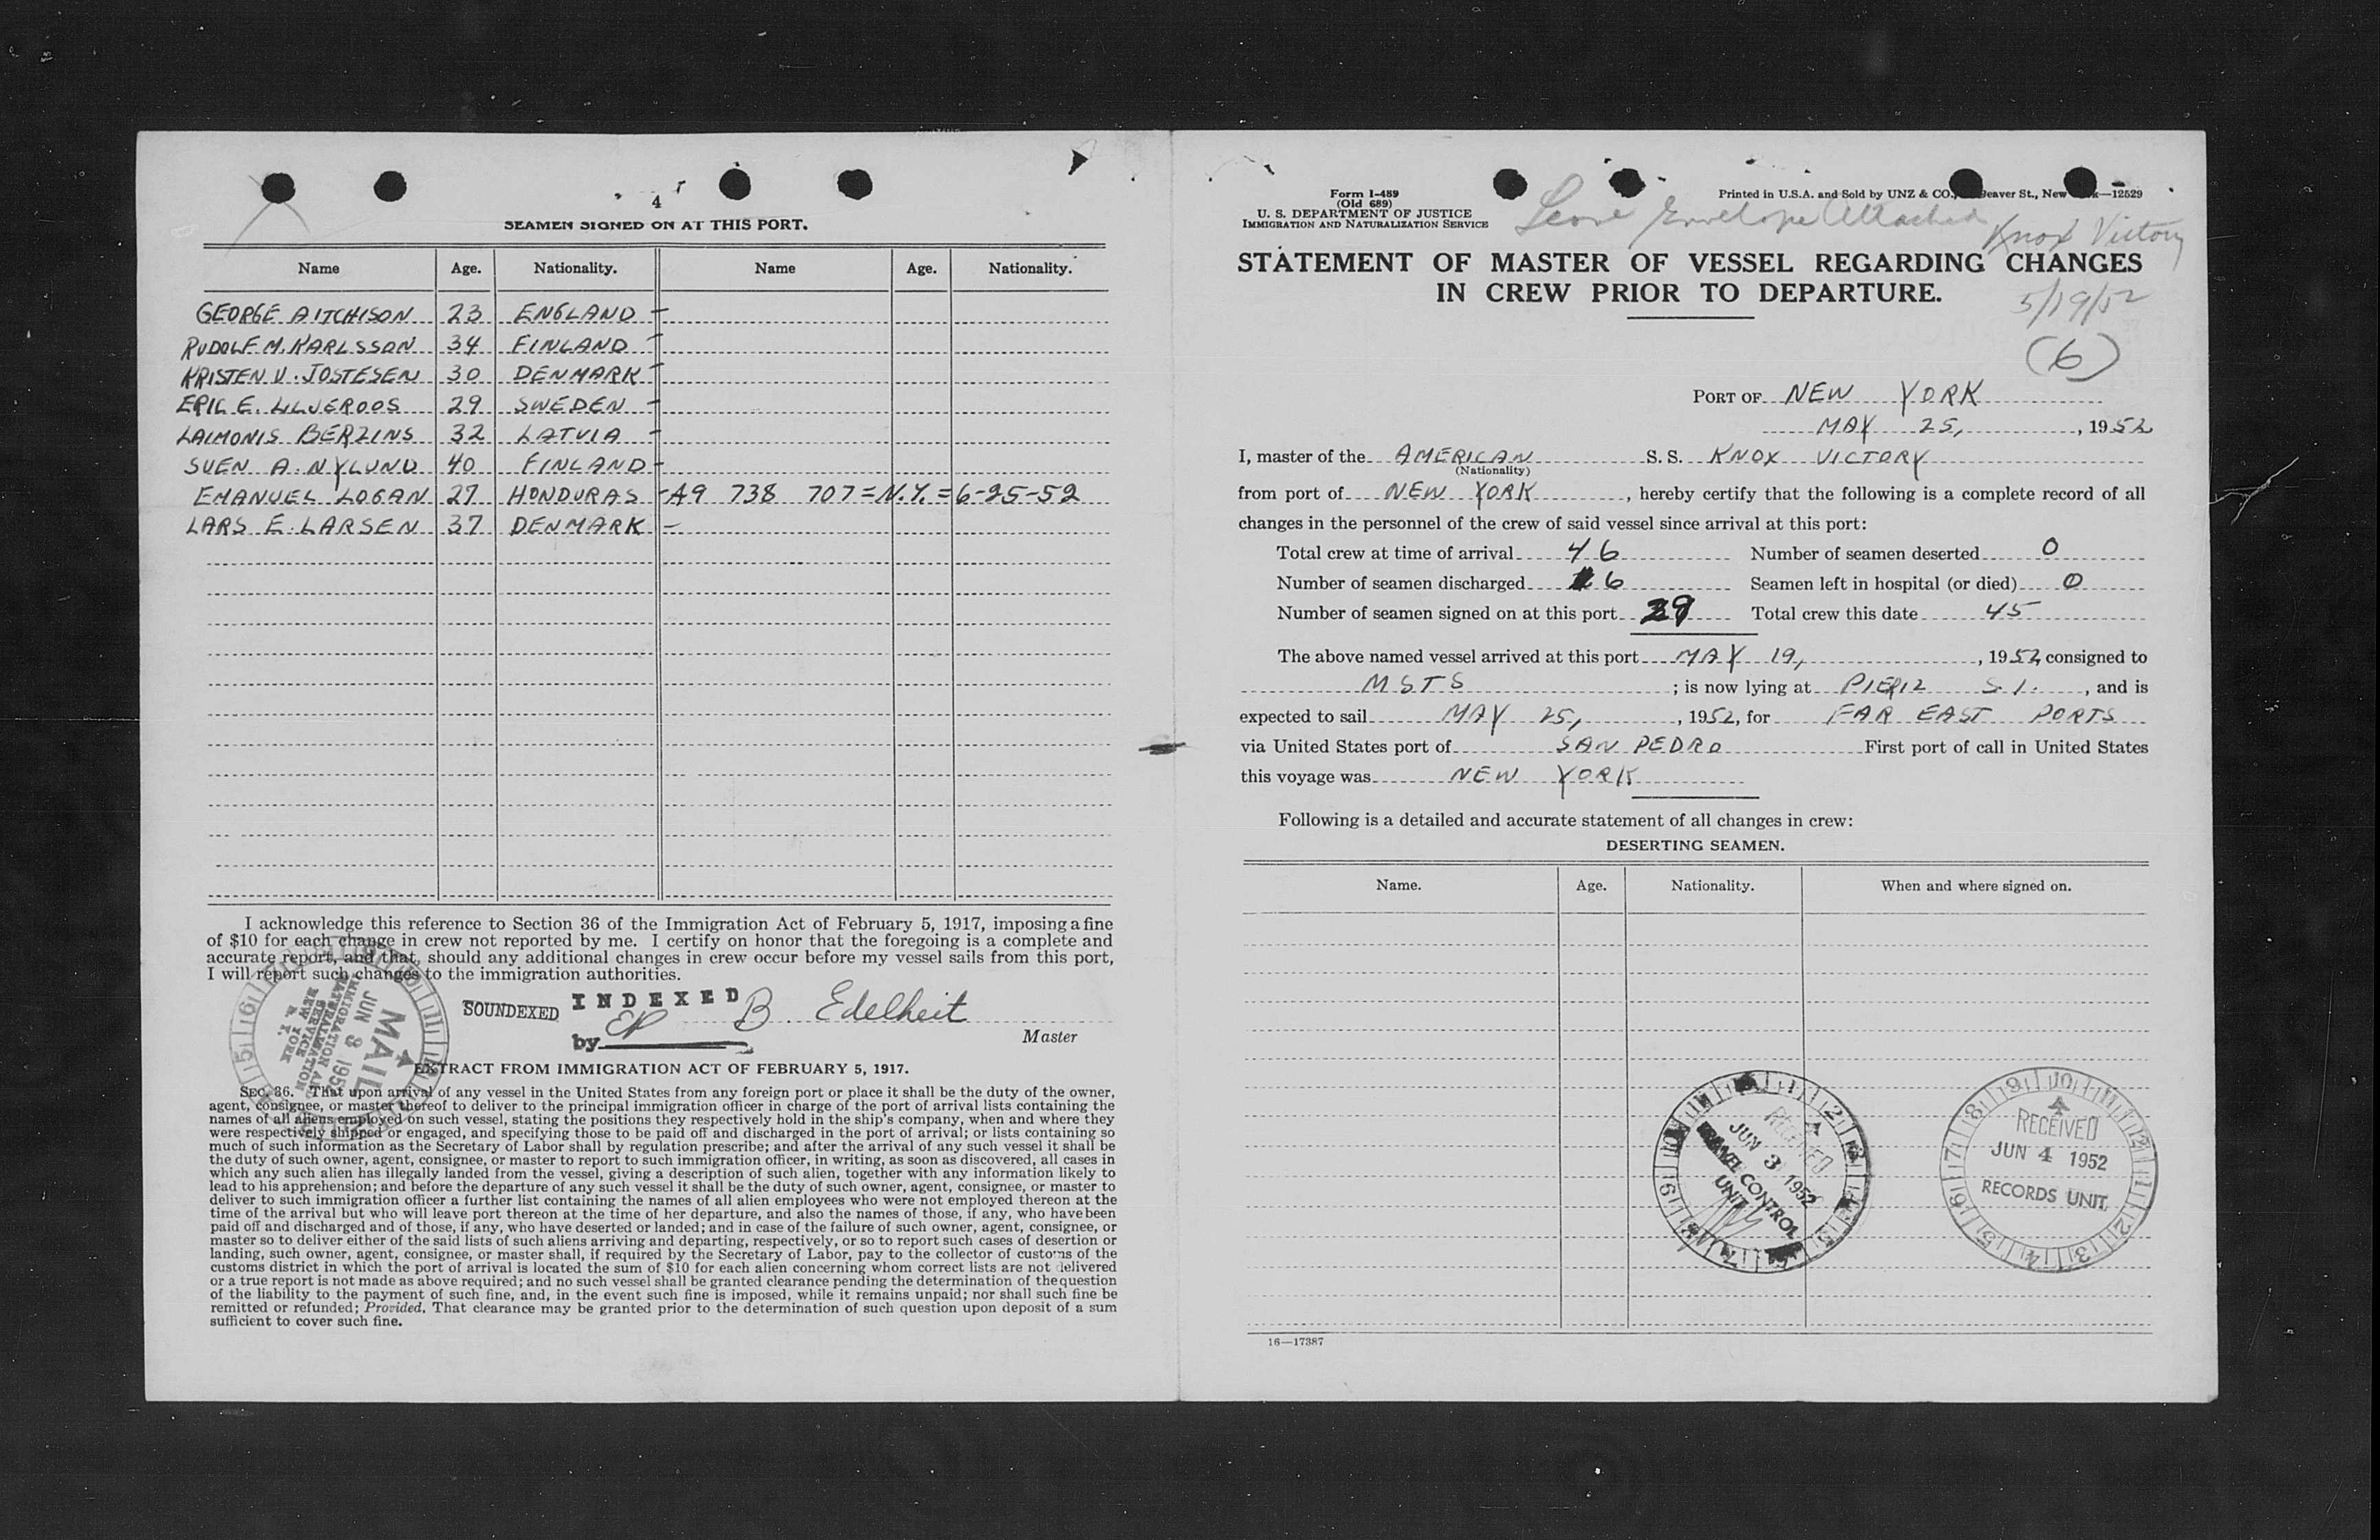 4
SEAMEN SIGNED ON AT THIS PORT.
Name Age. Nationality. Name Age. Nationality.
GEORGE AITCHISON 23 ENGLAND -
RUDOLF M. KARLSSON 34 FINLAND -
KRISTEN V. JOSTESEN 30 DENMARK -
ERIC E. LILJEROOS 29 SWEDEN -
LAIMONIS BERZINS 32 LATVIA -
SVEN A. NYLUND 40 FINLAND -
EMANUEL LOGAN 27 HONDURAS - A9 738 707 = N.Y. = 6-25-52
LARS E. LARSEN 37 DENMARK -
I acknowledge this reference to Section 36 of the Immigration Act of February 5, 1917, imposing a fine
of $10 for each change in crew not reported by me. I certify on honor that the foregoing is a complete and
accurate report, and that, should any additional changes in crew occur before my vessel sails from this port,
I will report such changes to the immigration authorities.
MAIL
JUN 3 195
IMMIGRATION AND
NATURALIZATION
SERVICE
NEW YORK
N. Y.
SOUNDEXED INDEXED B. Edelheit
by EP Master
EXTRACT FROM IMMIGRATION ACT OF FEBRUARY 5, 1917.
SEC. 36. That upon arrival of any vessel in the United States from any foreign port or place it shall be the duty of the owner,
agent, consignee, or master thereof to deliver to the principal immigration officer in charge of the port of arrival lists containing the
names of all aliens employed on such vessel, stating the positions they respectively hold in the ship's company, when and where they
were respectively shipped or engaged, and specifying those to be paid off and discharged in the port of arrival; or lists containing so
much of such information as the Secretary of Labor shall by regulation prescribe; and after the arrival of any such vessel it shall be
the duty of such owner, agent, consignee, or master to report to such immigration officer, in writing, as soon as discovered, all cases in
which any such alien has illegally landed from the vessel, giving a description of such alien, together with any information likely to
lead to his apprehension; and before the departure of any such vessel it shall be the duty of such owner, agent, consignee, or master to
deliver to such immigration officer a further list containing the names of all alien employees who were not employed thereon at the
time of the arrival but who will leave port thereon at the time of her departure, and also the names of those, if any, who have been
paid off and discharged and of those, if any, who have deserted or landed; and in case of the failure of such owner, agent, consignee, or
master so to deliver either of the said lists of such aliens arriving and departing, respectively, or so to report such cases of desertion or
landing, such owner, agent, consignee, or master shall, if required by the Secretary of Labor, pay to the collector of customs of the
customs district in which the port of arrival is located the sum of $10 for each alien concerning whom correct lists are not delivered
or a true report is not made as above required; and no such vessel shall be granted clearance pending the determination of the question
of the liability to the payment of such fine, and, in the event such fine is imposed, while it remains unpaid; nor shall such fine be
remitted or refunded; Provided, That clearance may be granted prior to the determination of such question upon deposit of a sum
sufficient to cover such fine.
Form I-489
(Old 689)
U. S. DEPARTMENT OF JUSTICE
IMMIGRATION AND NATURALIZATION SERVICE
Printed in U.S.A. and Sold by UNZ & CO., Beaver St., New —12529
Leave Envelope Attached
Knox Victory
STATEMENT OF MASTER OF VESSEL REGARDING CHANGES
IN CREW PRIOR TO DEPARTURE.
5/19/52
(6)
PORT OF NEW YORK
MAY 25, , 1952
I, master of the AMERICAN S. S. KNOX VICTORY
(Nationality)
from port of NEW YORK , hereby certify that the following is a complete record of all
changes in the personnel of the crew of said vessel since arrival at this port:
Total crew at time of arrival 46 Number of seamen deserted 0
Number of seamen discharged 6 Seamen left in hospital (or died) 0
Number of seamen signed on at this port Total crew this date 45
The above named vessel arrived at this port MAY 19, , 1952 consigned to
MSTS ; is now lying at PIER 12 S.I. , and is
expected to sail MAY 25, , 1952, for FAR EAST PORTS
via United States port of SAN PEDRO First port of call in United States
this voyage was NEW YORK
Following is a detailed and accurate statement of all changes in crew:
DESERTING SEAMEN.
Name. Age. Nationality. When and where signed on.
RECEIVED
JUN 3 1952
TRAVEL CONTROL
UNIT
RECEIVED
JUN 4 1952
RECORDS UNIT
16—17387